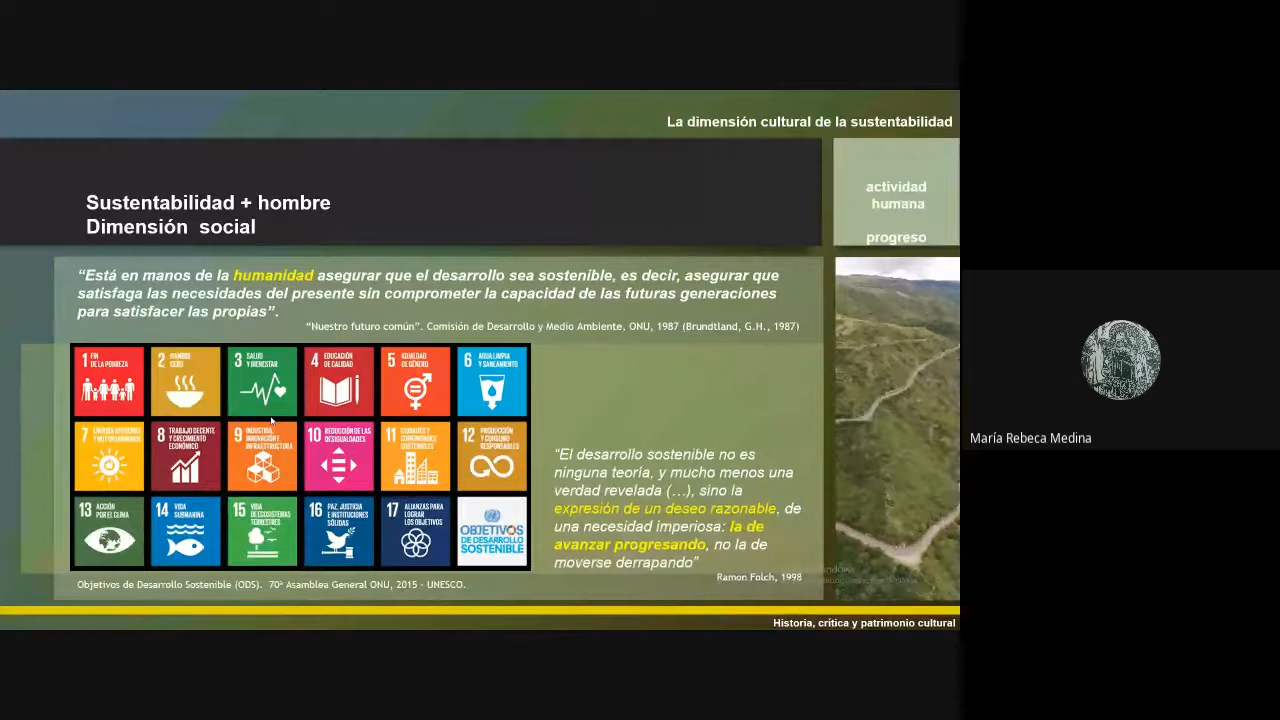 La dimensión cultural de la sustentabilidad
Sustentabilidad + hombre
Dimensión social
actividad
humana
progreso
“Está en manos de la humanidad asegurar que el desarrollo sea sostenible, es decir, asegurar que
satisfaga las necesidades del presente sin comprometer la capacidad de las futuras generaciones
para satisfacer las propias”.
“Nuestro futuro común”. Comisión de Desarrollo y Medio Ambiente, ONU, 1987 (Brundtland, G.H., 1987)
1 FIN
DE LA POBREZA
2 HAMBRE
CERO
3 SALUD
Y BIENESTAR
4 EDUCACIÓN
DE CALIDAD
5 IGUALDAD
DE GÉNERO
6 AGUA LIMPIA
Y SANEAMIENTO
7 ENERGÍA ASEQUIBLE
Y NO CONTAMINANTE
8 TRABAJO DECENTE
Y CRECIMIENTO
ECONÓMICO
9 INDUSTRIA,
INNOVACIÓN E
INFRAESTRUCTURA
10 REDUCCIÓN DE LAS
DESIGUALDADES
11 CIUDADES Y
COMUNIDADES
SOSTENIBLES
12 PRODUCCIÓN
Y CONSUMO
RESPONSABLES
13 ACCIÓN
POR EL CLIMA
14 VIDA
SUBMARINA
15 VIDA
DE ECOSISTEMAS
TERRESTRES
16 PAZ, JUSTICIA
E INSTITUCIONES
SÓLIDAS
17 ALIANZAS PARA
LOGRAR
LOS OBJETIVOS
OBJETIVOS
DE DESARROLLO
SOSTENIBLE
“El desarrollo sostenible no es
ninguna teoría, y mucho menos una
verdad revelada (…), sino la
expresión de un deseo razonable, de
una necesidad imperiosa: la de
avanzar progresando, no la de
moverse derrapando”
Ramon Folch, 1998
Objetivos de Desarrollo Sostenible (ODS). 70ª Asamblea General ONU, 2015 - UNESCO.
Historia, crítica y patrimonio cultural
María Rebeca Medina